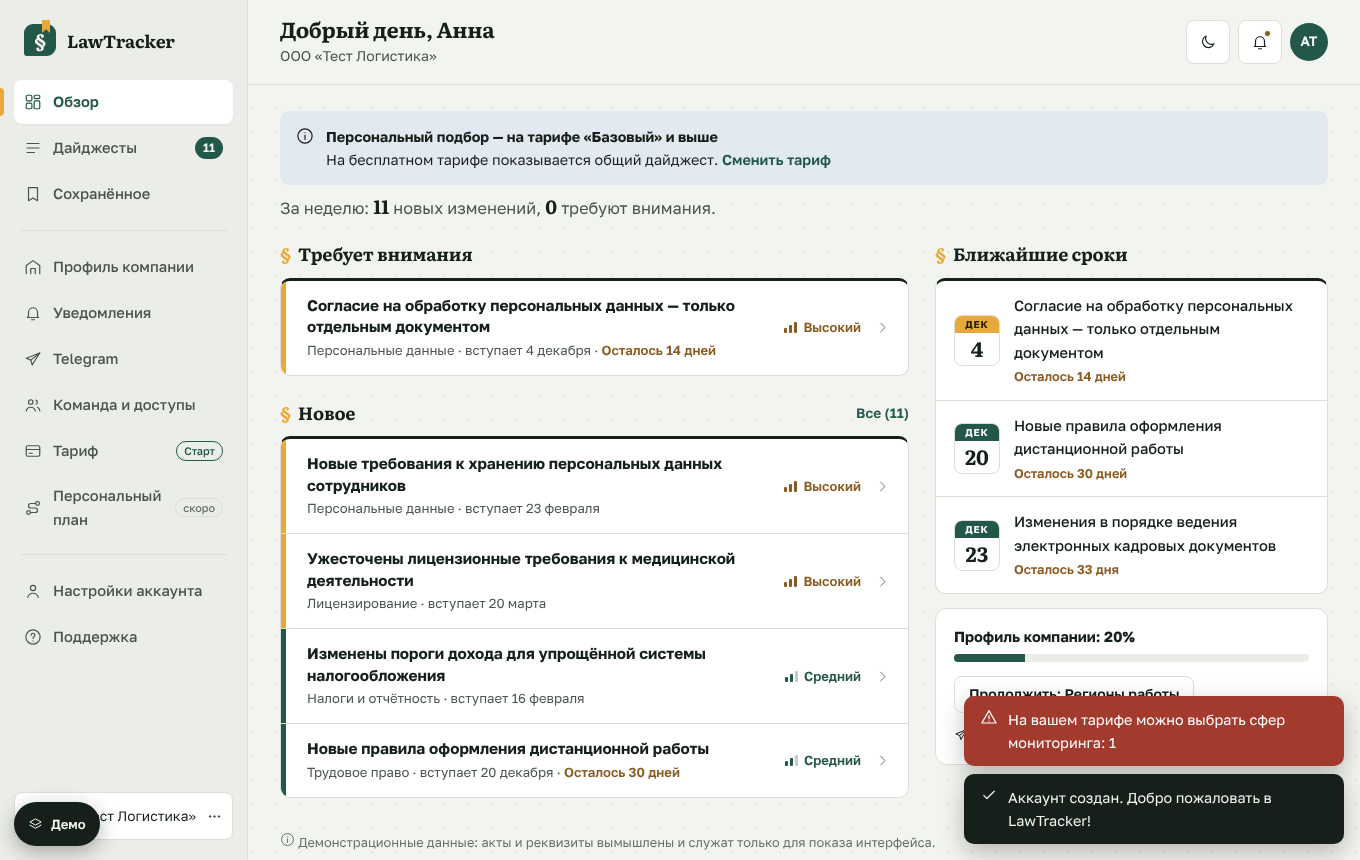 § LawTracker
Обзор
Дайджесты 11
Сохранённое
Профиль компании
Уведомления
Telegram
Команда и доступы
Тариф Старт
Персональный
план
скоро
Настройки аккаунта
Поддержка
ст Логистика» ···
Демо
Добрый день, Анна
ООО «Тест Логистика»
АТ
Персональный подбор — на тарифе «Базовый» и выше
На бесплатном тарифе показывается общий дайджест. Сменить тариф
За неделю: 11 новых изменений, 0 требуют внимания.
§ Требует внимания
Согласие на обработку персональных данных — только
отдельным документом
Персональные данные · вступает 4 декабря · Осталось 14 дней
Высокий
§ Новое
Все (11)
Новые требования к хранению персональных данных
сотрудников
Персональные данные · вступает 23 февраля
Высокий
Ужесточены лицензионные требования к медицинской
деятельности
Лицензирование · вступает 20 марта
Высокий
Изменены пороги дохода для упрощённой системы
налогообложения
Налоги и отчётность · вступает 16 февраля
Средний
Новые правила оформления дистанционной работы
Трудовое право · вступает 20 декабря · Осталось 30 дней
Средний
§ Ближайшие сроки
ДЕК
4
Согласие на обработку персональных
данных — только отдельным
документом
Осталось 14 дней
ДЕК
20
Новые правила оформления
дистанционной работы
Осталось 30 дней
ДЕК
23
Изменения в порядке ведения
электронных кадровых документов
Осталось 33 дня
Профиль компании: 20%
Продолжить: Регионы работы
На вашем тарифе можно выбрать сфер
мониторинга: 1
Аккаунт создан. Добро пожаловать в
LawTracker!
Демонстрационные данные: акты и реквизиты вымышлены и служат только для показа интерфейса.